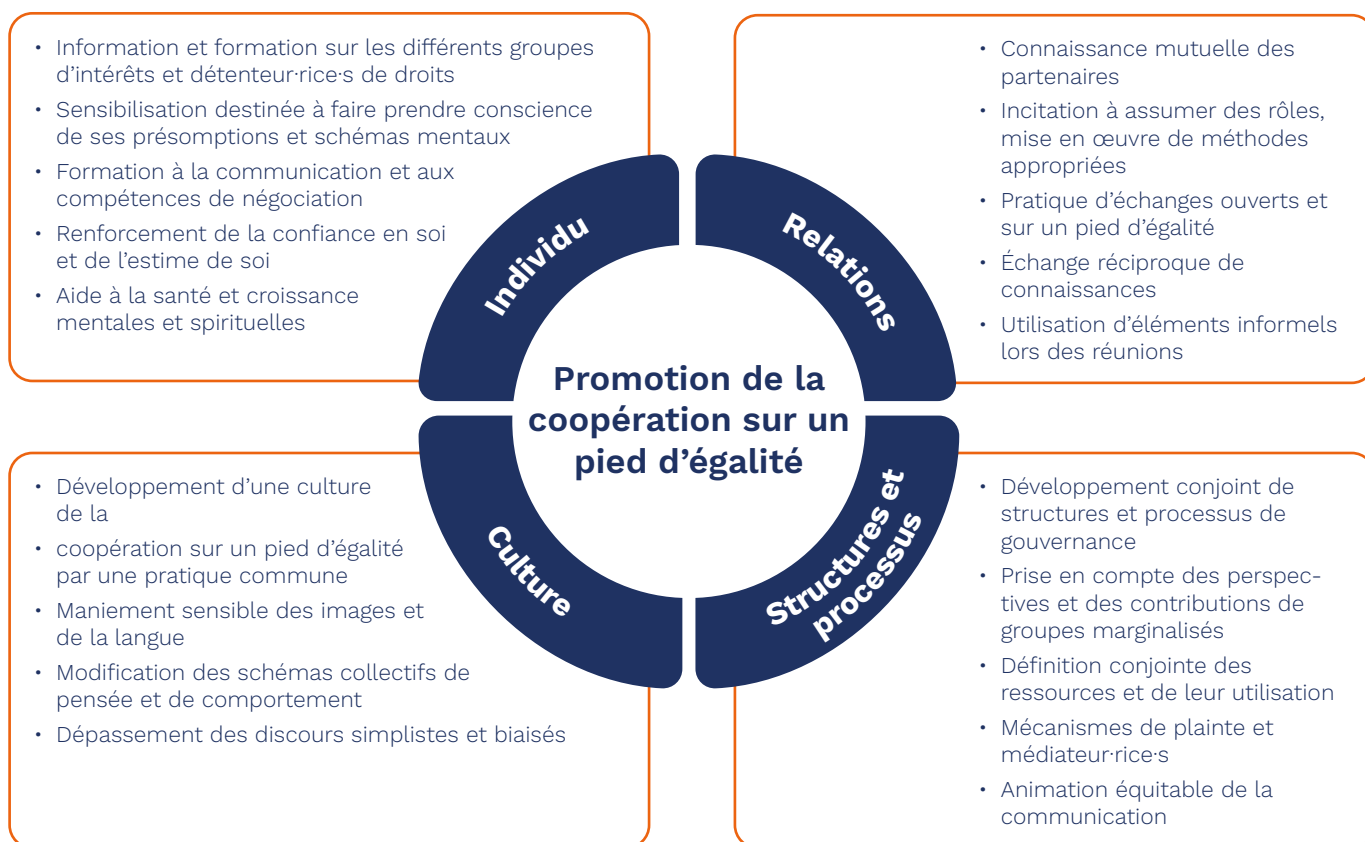 • Information et formation sur les différents groupes
d’intérêts et détenteur·rice·s de droits
• Sensibilisation destinée à faire prendre conscience
de ses présomptions et schémas mentaux
• Formation à la communication et aux
compétences de négociation
• Renforcement de la confiance en soi
et de l’estime de soi
• Aide à la santé et croissance
mentales et spirituelles
Individu
• Connaissance mutuelle des
partenaires
• Incitation à assumer des rôles,
mise en œuvre de méthodes
appropriées
• Pratique d’échanges ouverts et
sur un pied d’égalité
• Échange réciproque de
connaissances
• Utilisation d’éléments informels
lors des réunions
Relations
Promotion de la
coopération sur un
pied d’égalité
• Développement d’une culture
de la
• coopération sur un pied d’égalité
par une pratique commune
• Maniement sensible des images et
de la langue
• Modification des schémas collectifs de
pensée et de comportement
• Dépassement des discours simplistes et biaisés
Culture
Structures et
processus
• Développement conjoint de
structures et processus de
gouvernance
• Prise en compte des perspec-
tives et des contributions de
groupes marginalisés
• Définition conjointe des
ressources et de leur utilisation
• Mécanismes de plainte et
médiateur·rice·s
• Animation équitable de la
communication